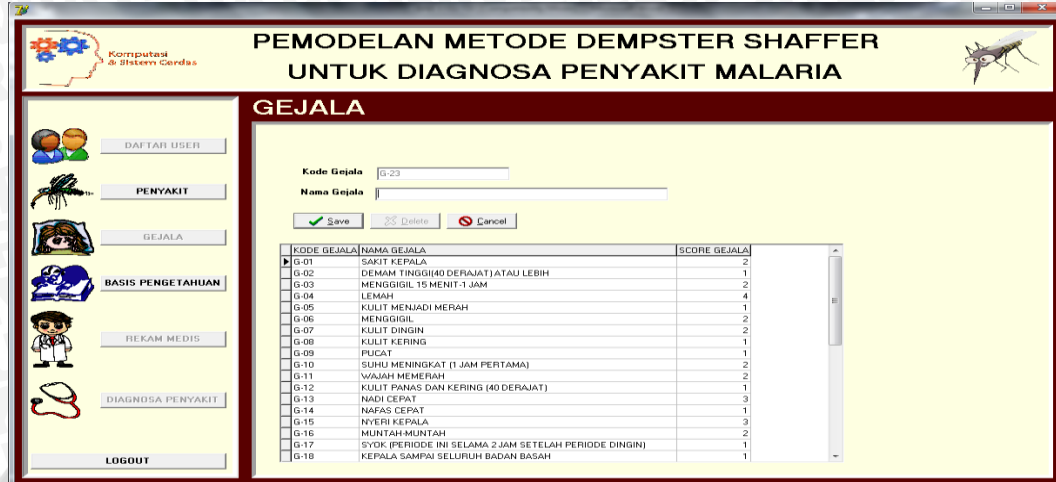 Komputasi
& Sistem Cerdas
PEMODELAN METODE DEMPSTER SHAFFER
UNTUK DIAGNOSA PENYAKIT MALARIA
DAFTAR USER
PENYAKIT
GEJALA
BASIS PENGETAHUAN
REKAM MEDIS
DIAGNOSA PENYAKIT
LOGOUT
GEJALA
Kode Gejala G-23
Nama Gejala
Save Delete Cancel
KODE GEJALA NAMA GEJALA SCORE GEJALA
G-01 SAKIT KEPALA 2
G-02 DEMAM TINGGI(40 DERAJAT) ATAU LEBIH 1
G-03 MENGGIGIL 15 MENIT-1 JAM 2
G-04 LEMAH 4
G-05 KULIT MENJADI MERAH 1
G-06 MENGGIGIL 2
G-07 KULIT DINGIN 2
G-08 KULIT KERING 1
G-09 PUCAT 1
G-10 SUHU MENINGKAT (1 JAM PERTAMA) 2
G-11 WAJAH MEMERAH 2
G-12 KULIT PANAS DAN KERING (40 DERAJAT) 1
G-13 NADI CEPAT 3
G-14 NAFAS CEPAT 1
G-15 NYERI KEPALA 3
G-16 MUNTAH-MUNTAH 2
G-17 SYOK (PERIODE INI SELAMA 2 JAM SETELAH PERIODE DINGIN) 1
G-18 KEPALA SAMPAI SELURUH BADAN BASAH 1